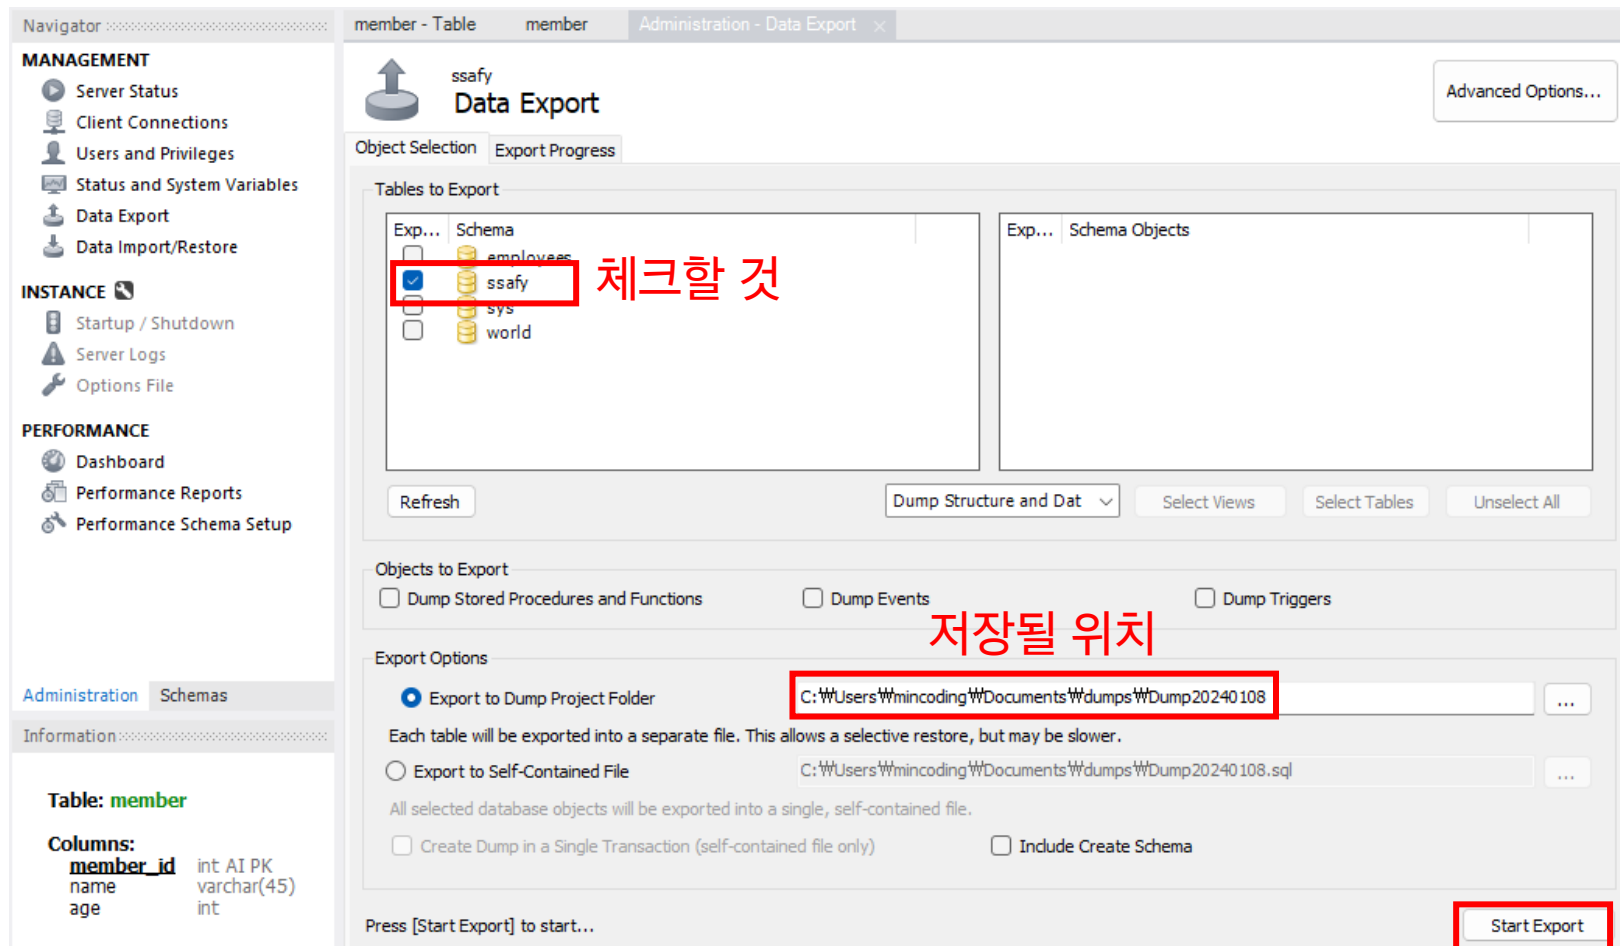 Navigator
MANAGEMENT
Server Status
Client Connections
Users and Privileges
Status and System Variables
Data Export
Data Import/Restore
INSTANCE
Startup / Shutdown
Server Logs
Options File
PERFORMANCE
Dashboard
Performance Reports
Performance Schema Setup
Administration Schemas
Information
Table: member
Columns:
member_id int AI PK
name varchar(45)
age int
member - Table member Administration - Data Export ×
ssafy
Data Export
Advanced Options...
Object Selection Export Progress
Tables to Export
Exp... Schema
employees
ssafy
체크할 것
sys
world
Exp... Schema Objects
Refresh
Dump Structure and Dat
Select Views
Select Tables
Unselect All
Objects to Export
Dump Stored Procedures and Functions
Dump Events
Dump Triggers
저장될 위치
Export Options
Export to Dump Project Folder
C:₩Users₩mincoding₩Documents₩dumps₩Dump20240108
...
Each table will be exported into a separate file. This allows a selective restore, but may be slower.
Export to Self-Contained File
C:₩Users₩mincoding₩Documents₩dumps₩Dump20240108.sql
...
All selected database objects will be exported into a single, self-contained file.
Create Dump in a Single Transaction (self-contained file only)
Include Create Schema
Press [Start Export] to start...
Start Export